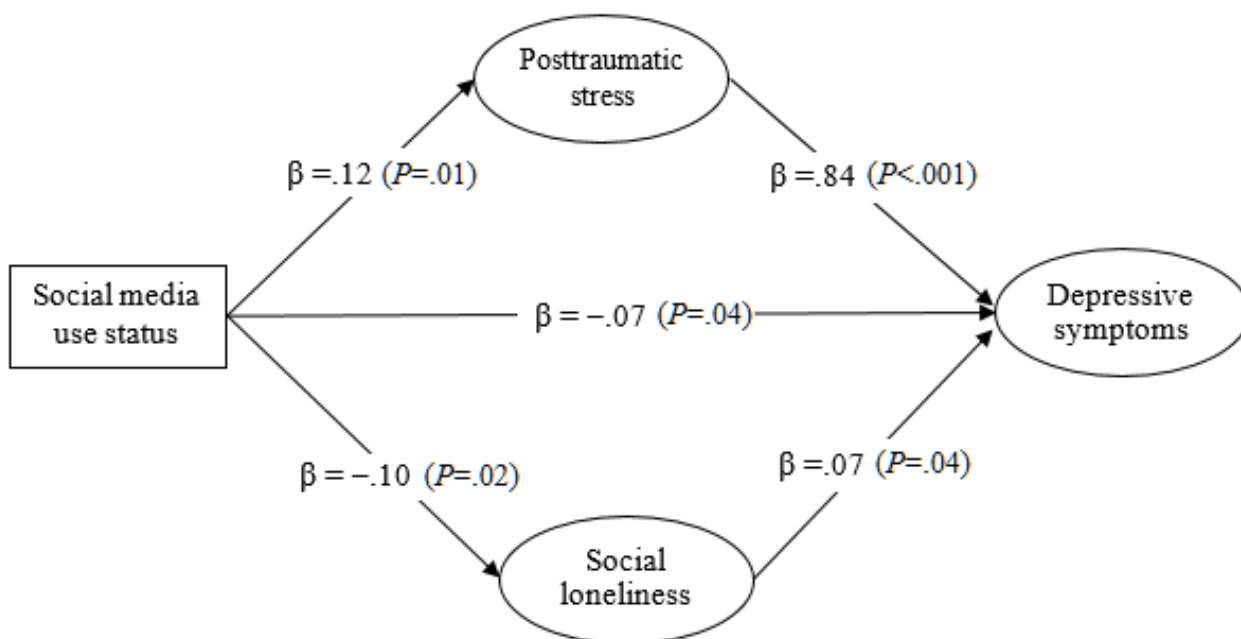 Posttraumatic
stress
β =.12 (P=.01)
β =.84 (P<.001)
Social media
use status
β = −.07 (P=.04)
Depressive
symptoms
β = −.10 (P=.02)
β =.07 (P=.04)
Social
loneliness